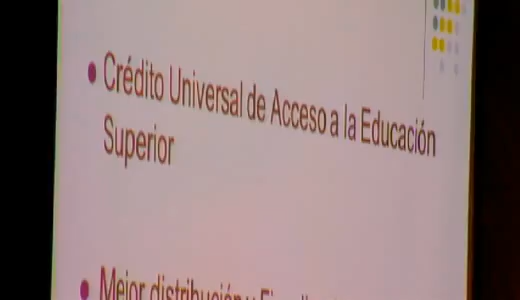 Crédito Universal de Acceso a la Educación
Superior
Mejor distribución y